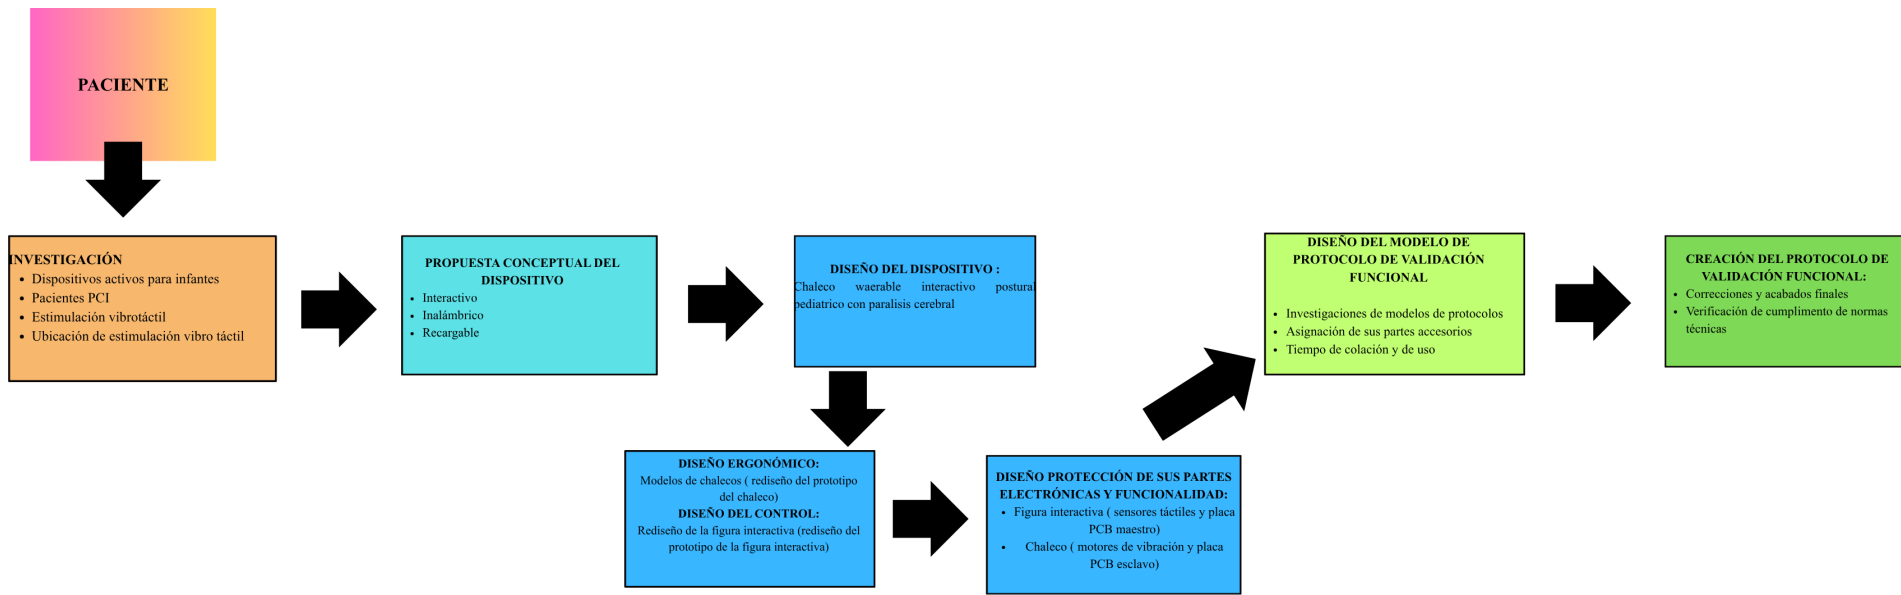 PACIENTE
INVESTIGACIÓN
• Dispositivos activos para infantes
• Pacientes PCI
• Estimulación vibrotáctil
• Ubicación de estimulación vibro táctil
PROPUESTA CONCEPTUAL DEL
DISPOSITIVO
• Interactivo
• Inalámbrico
• Recargable
DISEÑO DEL DISPOSITIVO :
Chaleco waerable interactivo postural
pediatrico con paralisis cerebral
DISEÑO ERGONÓMICO:
Modelos de chalecos ( rediseño del prototipo
del chaleco)
DISEÑO DEL CONTROL:
Rediseño de la figura interactiva (rediseño del
prototipo de la figura interactiva)
DISEÑO PROTECCIÓN DE SUS PARTES
ELECTRÓNICAS Y FUNCIONALIDAD:
• Figura interactiva ( sensores táctiles y placa
PCB maestro)
• Chaleco ( motores de vibración y placa
PCB esclavo)
DISEÑO DEL MODELO DE
PROTOCOLO DE VALIDACIÓN
FUNCIONAL
• Investigaciones de modelos de protocolos
• Asignación de sus partes accesorios
• Tiempo de colación y de uso
CREACIÓN DEL PROTOCOLO DE
VALIDACIÓN FUNCIONAL:
• Correcciones y acabados finales
• Verificación de cumplimento de normas
técnicas